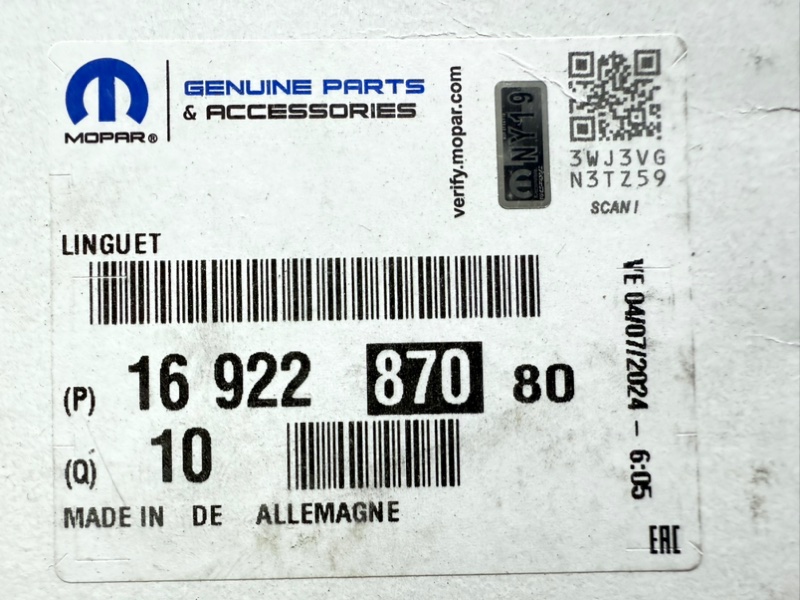 MOPAR®
GENUINE PARTS
& ACCESSORIES
verify.mopar.com
NY19
3WJ3VG
N3TZ59
SCAN!
LINGUET
(P) 16 922 870 80
(Q) 10
MADE IN DE ALLEMAGNE
VE 04/07/2024 - 6:05
EAC